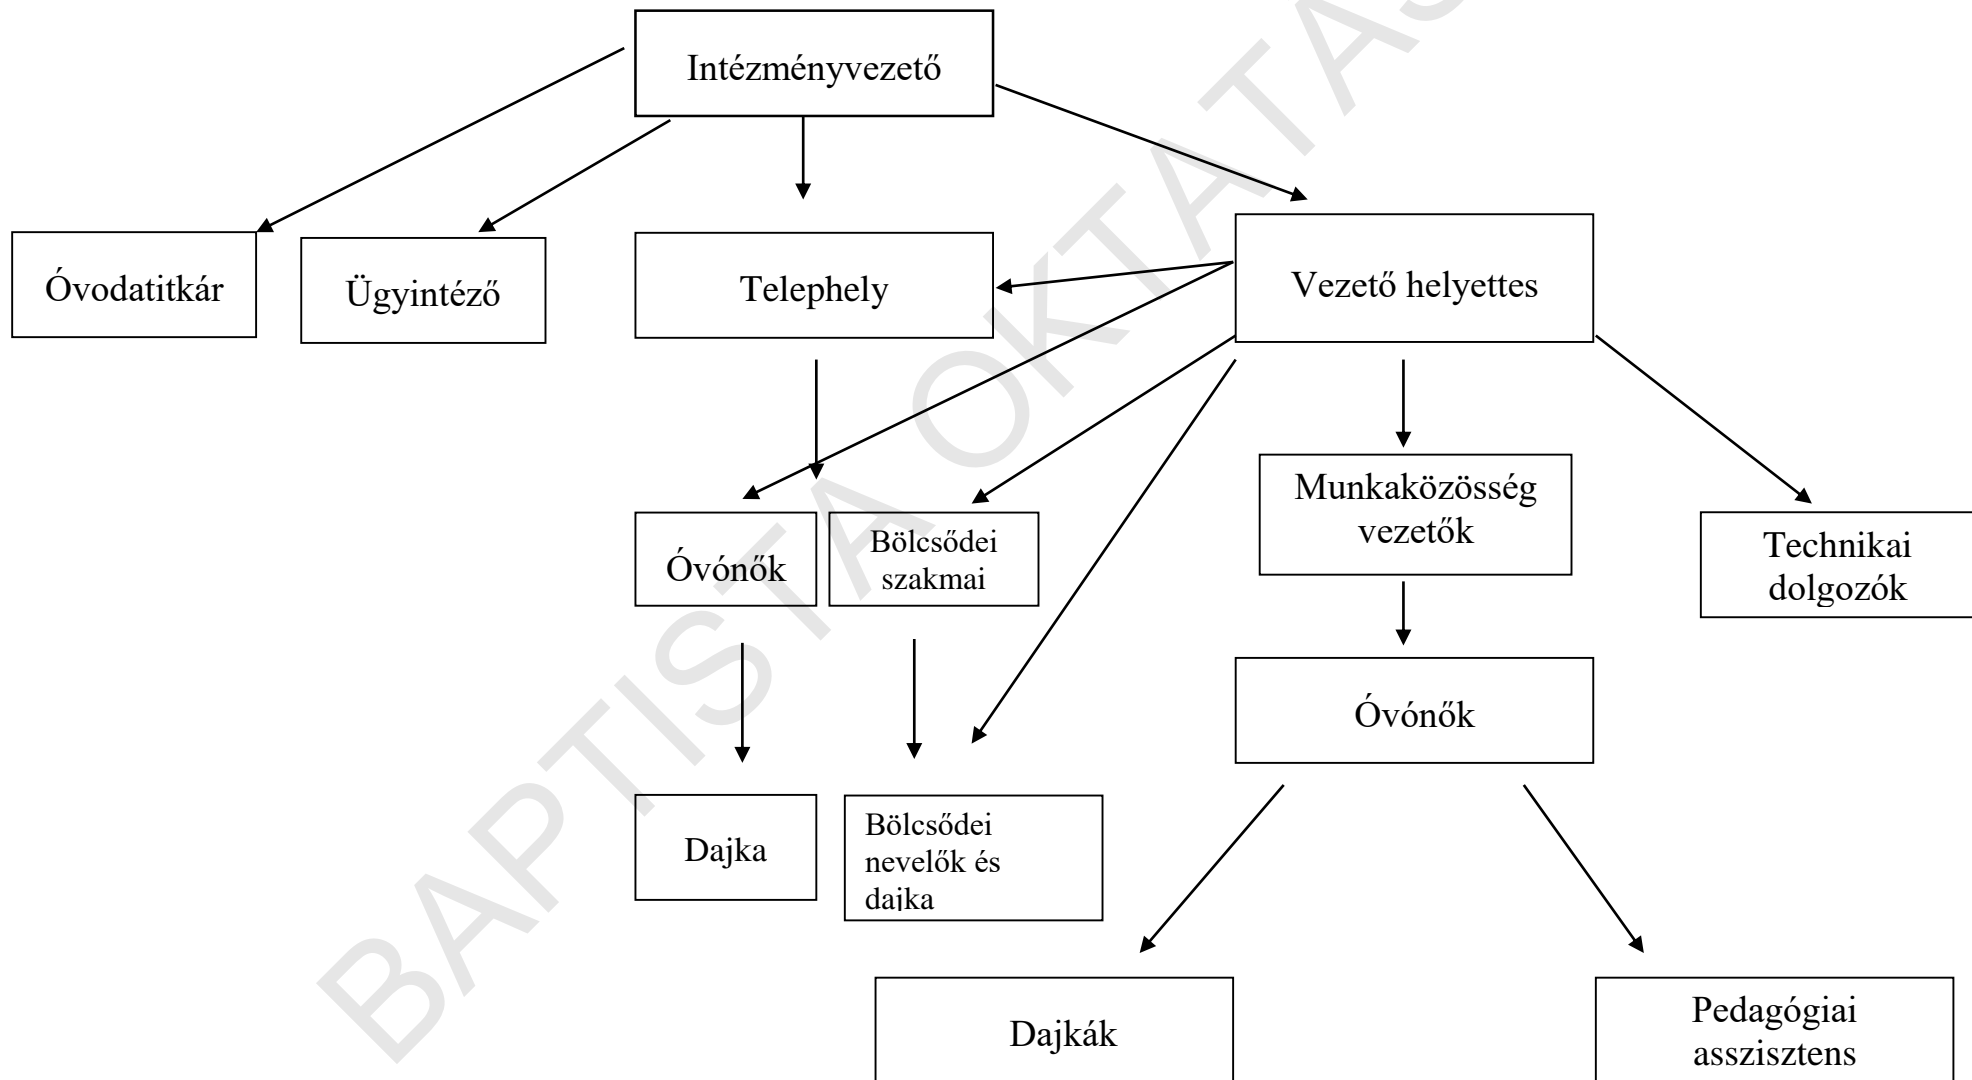 Intézményvezető
Óvodatitkár
Ügyintéző
Telephely
Vezető helyettes
Óvónők
Bölcsődei
szakmai
Munkaközösség
vezetők
Technikai
dolgozók
Óvónők
Dajka
Bölcsődei
nevelők és
dajka
Dajkák
Pedagógiai
asszisztens
BAPTISTA OKTATÁS